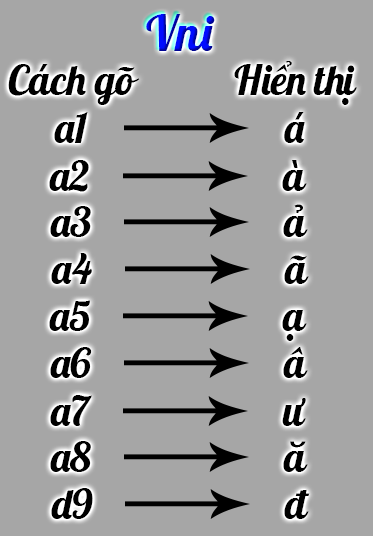 Vni
Cách gõ Hiển thị
a1 á
a2 à
a3 ả
a4 ã
a5 ạ
a6 â
a7 ư
a8 ă
d9 đ